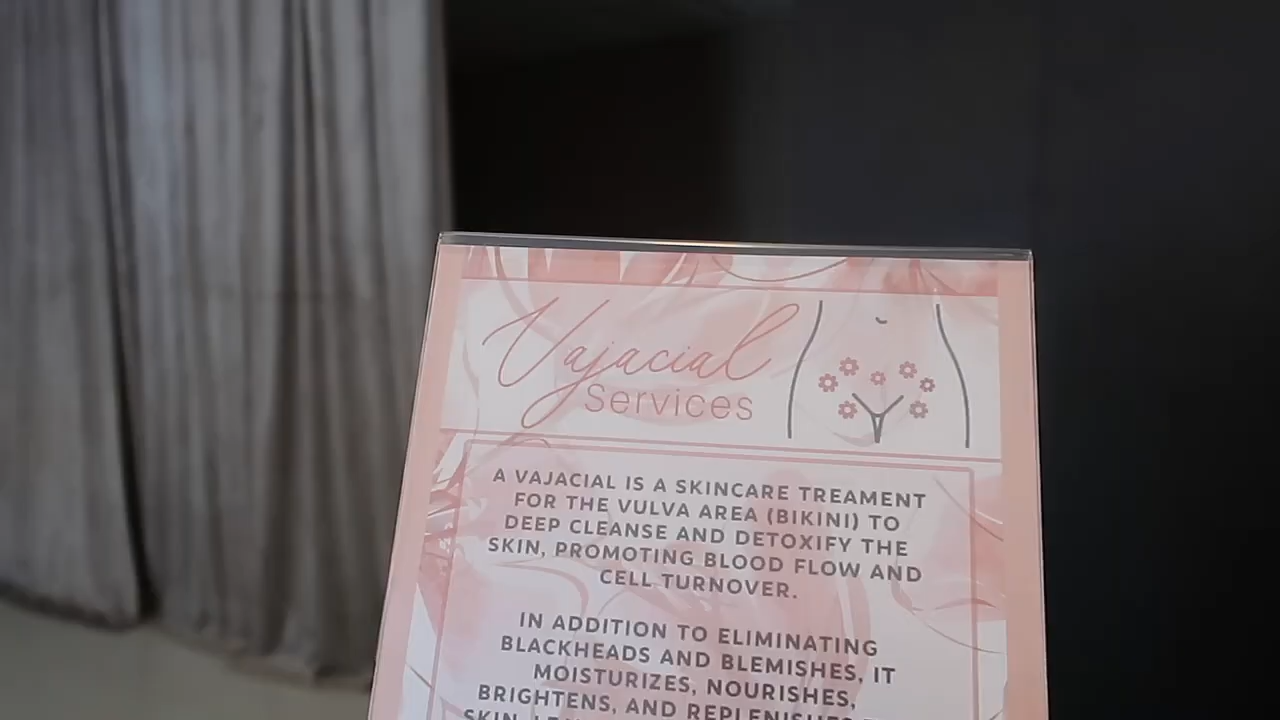 Vajacial
Services
A VAJACIAL IS A SKINCARE TREAMENT
FOR THE VULVA AREA (BIKINI) TO
DEEP CLEANSE AND DETOXIFY THE
SKIN, PROMOTING BLOOD FLOW AND
CELL TURNOVER.
IN ADDITION TO ELIMINATING
BLACKHEADS AND BLEMISHES, IT
MOISTURIZES, NOURISHES,
BRIGHTENS, AND REPLENISHES
SKIN,